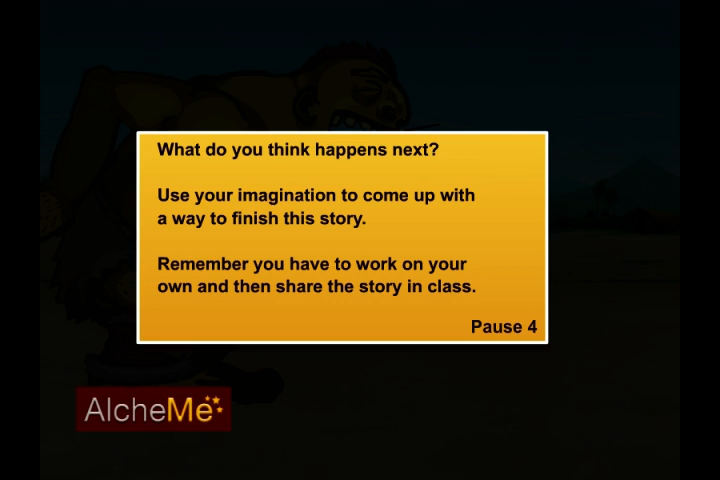 What do you think happens next?
Use your imagination to come up with
a way to finish this story.
Remember you have to work on your
own and then share the story in class.
Pause 4
AlcheMe